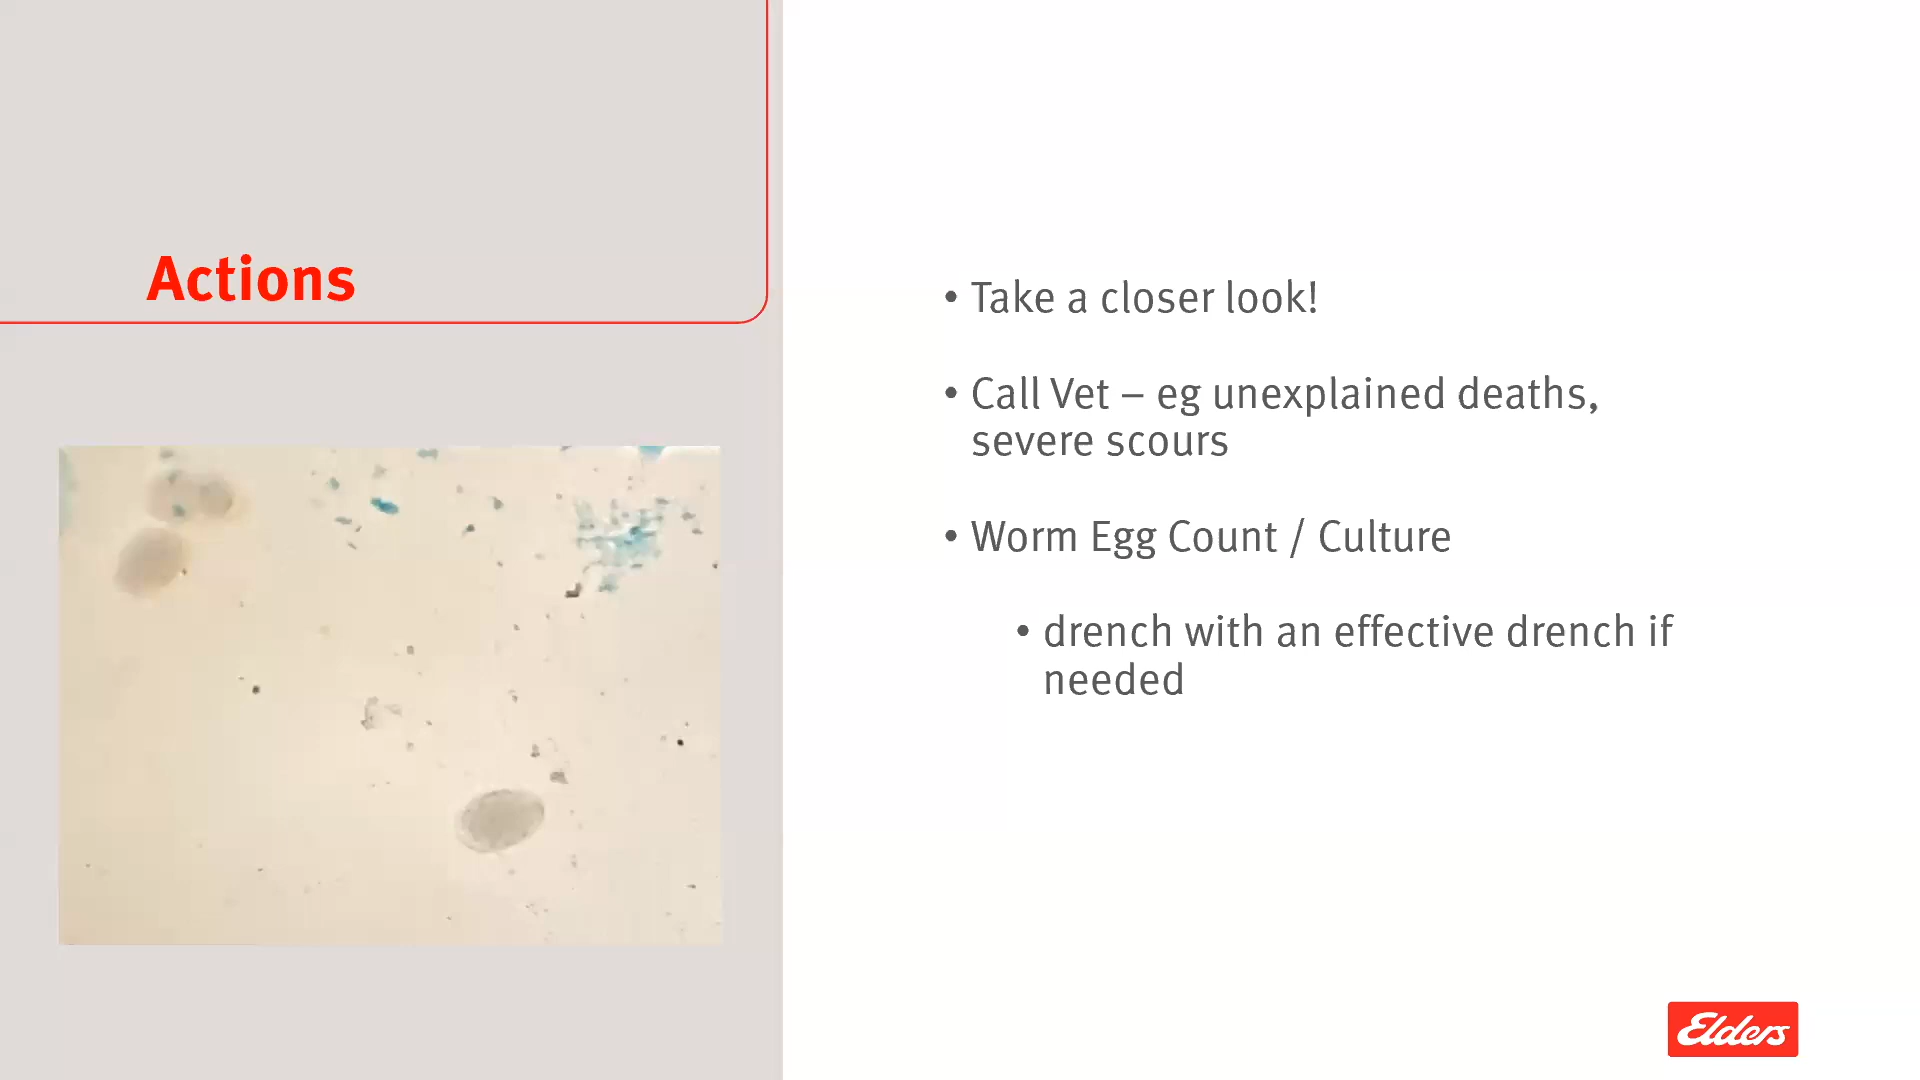 Actions
• Take a closer look!
• Call Vet – eg unexplained deaths,
severe scours
• Worm Egg Count / Culture
• drench with an effective drench if
needed
Elders